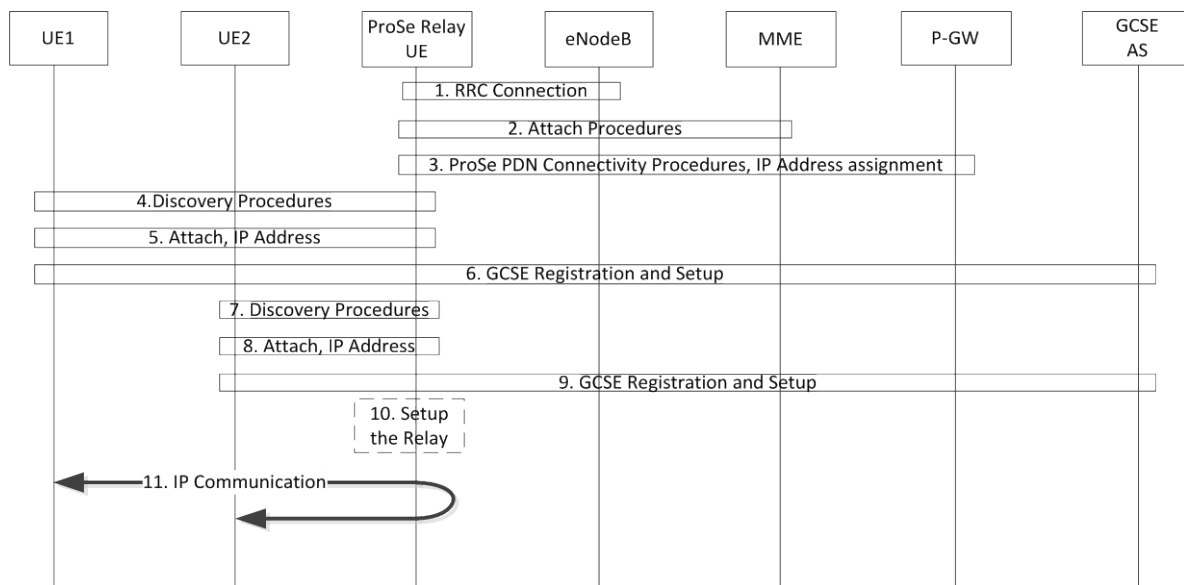 UE1
UE2
ProSe Relay
UE
eNodeB
MME
P-GW
GCSE
AS
1. RRC Connection
2. Attach Procedures
3. ProSe PDN Connectivity Procedures, IP Address assignment
4.Discovery Procedures
5. Attach, IP Address
6. GCSE Registration and Setup
7. Discovery Procedures
8. Attach, IP Address
9. GCSE Registration and Setup
10. Setup
the Relay
11. IP Communication